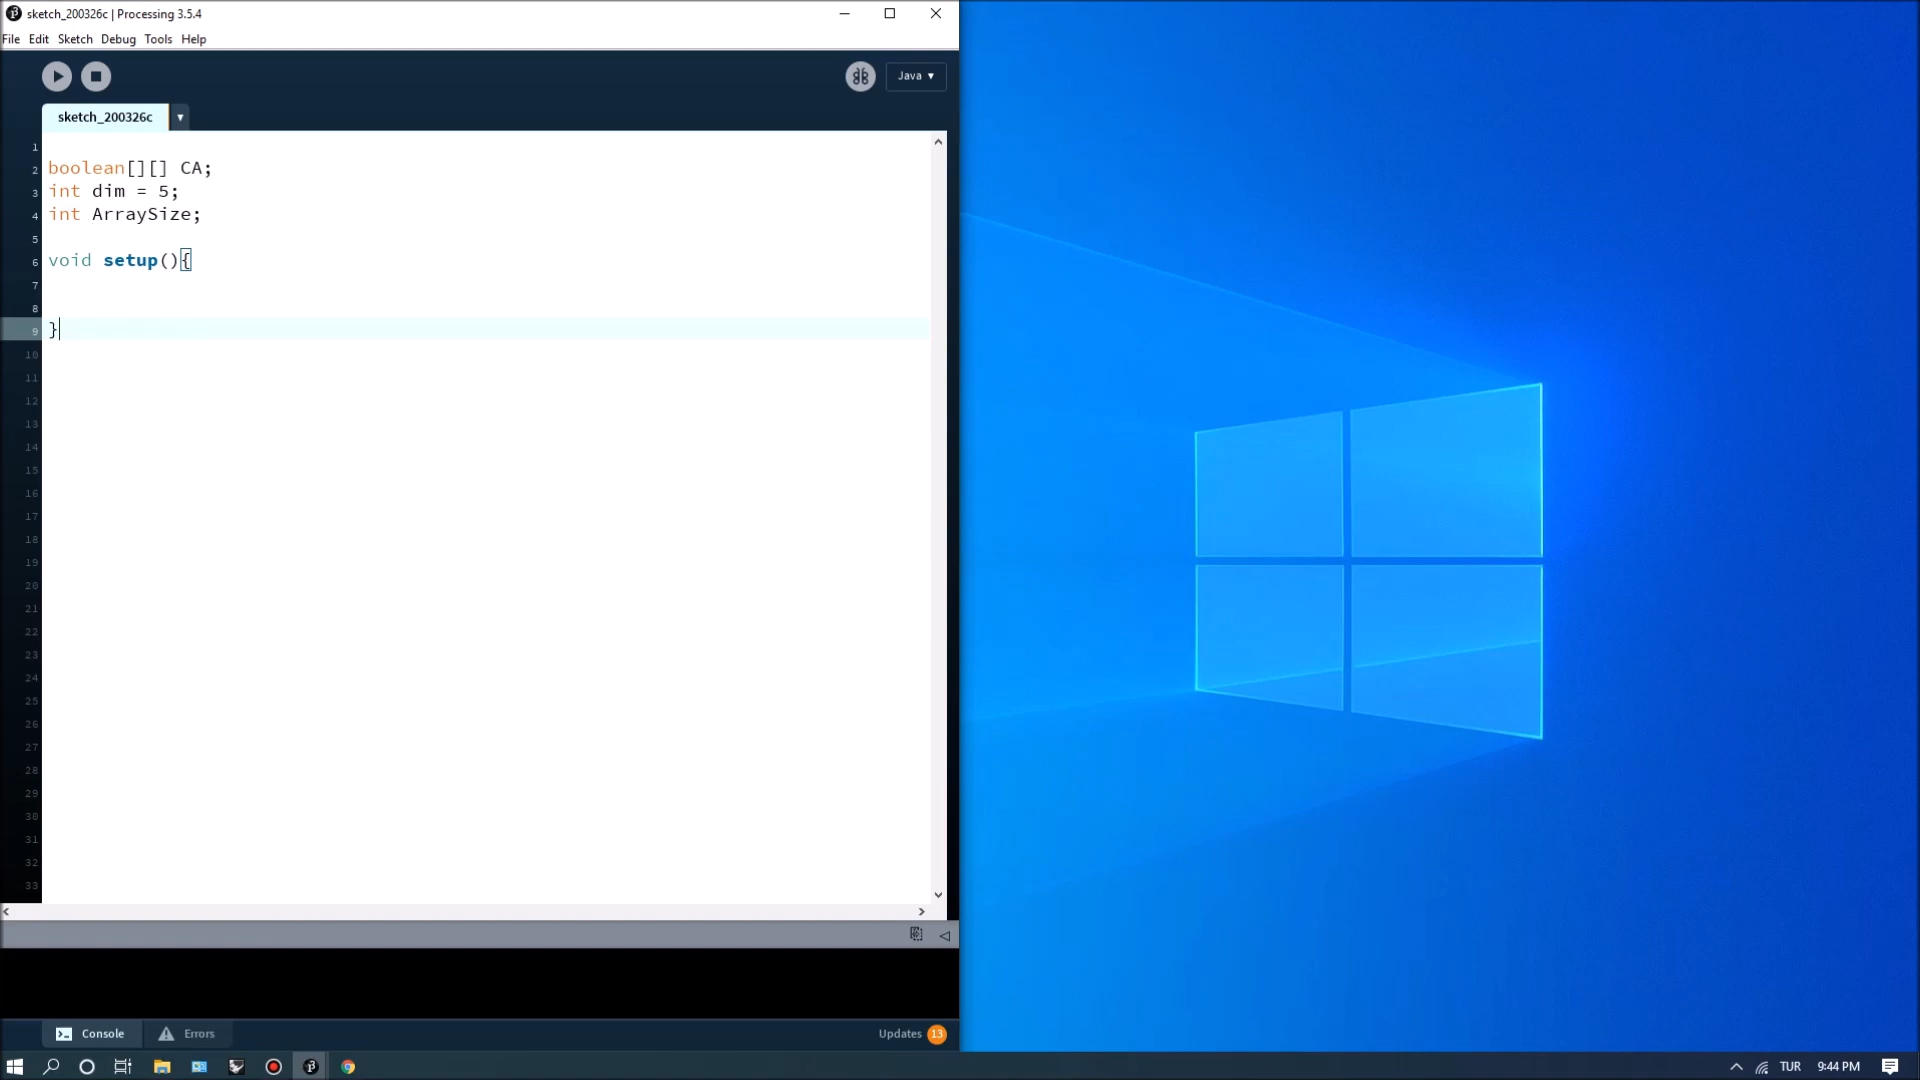 sketch_200326c | Processing 3.5.4
File Edit Sketch Debug Tools Help
Java ▾
sketch_200326c ▾
1
2 boolean[][] CA;
3 int dim = 5;
4 int ArraySize;
5
6 void setup(){
7
8
9 }
10
11
12
13
14
15
16
17
18
19
20
21
22
23
24
25
26
27
28
29
30
31
32
33
Console Errors Updates 13
TUR 9:44 PM